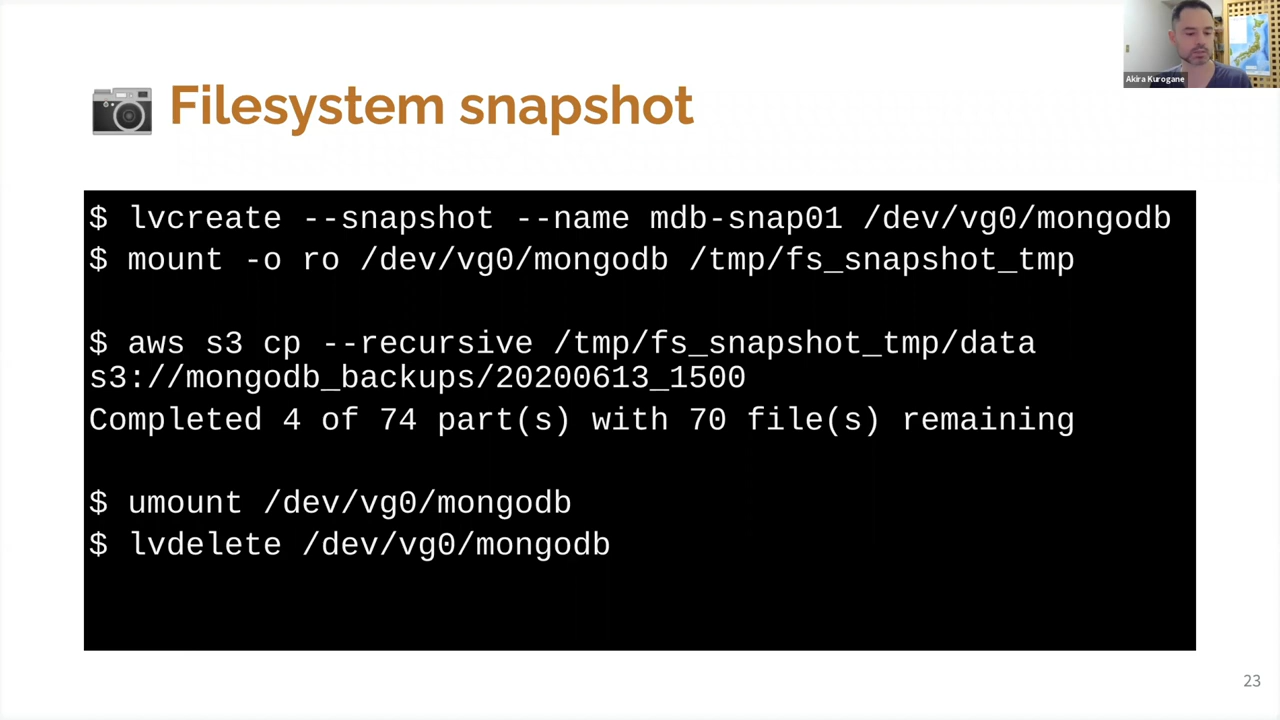 Akira Kurogane
Filesystem snapshot
$ lvcreate --snapshot --name mdb-snap01 /dev/vg0/mongodb
$ mount -o ro /dev/vg0/mongodb /tmp/fs_snapshot_tmp
$ aws s3 cp --recursive /tmp/fs_snapshot_tmp/data
s3://mongodb_backups/20200613_1500
Completed 4 of 74 part(s) with 70 file(s) remaining
$ umount /dev/vg0/mongodb
$ lvdelete /dev/vg0/mongodb
23